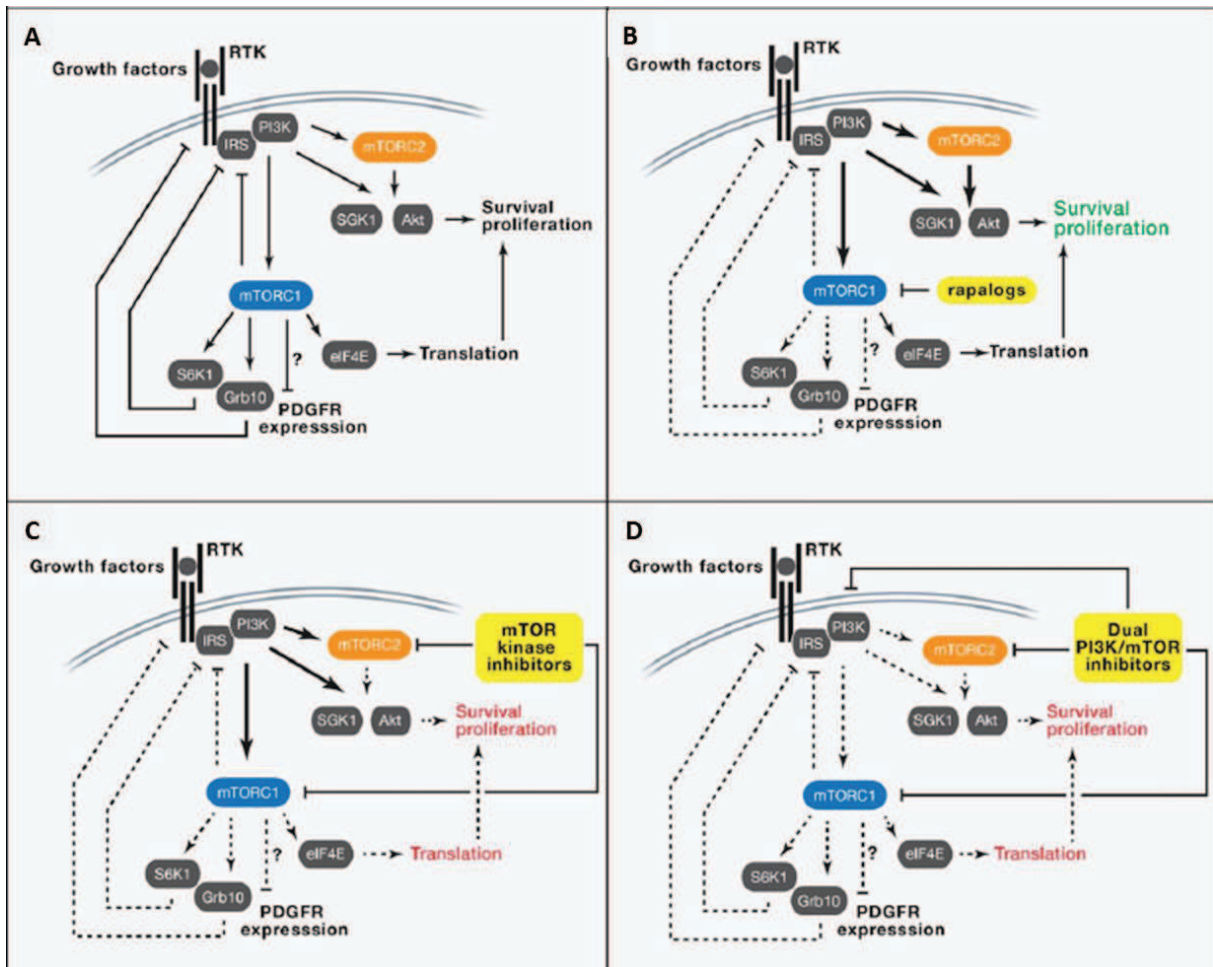 A
RTK
Growth factors
PI3K
IRS
mTORC2
SGK1
Akt
Survival
proliferation
mTORC1
?
eIF4E
Translation
S6K1
Grb10
PDGFR
expresssion
B
RTK
Growth factors
PI3K
IRS
mTORC2
SGK1
Akt
Survival
proliferation
mTORC1
rapalogs
?
eIF4E
Translation
S6K1
Grb10
PDGFR
expresssion
C
RTK
Growth factors
PI3K
IRS
mTORC2
mTOR
kinase
inhibitors
SGK1
Akt
Survival
proliferation
mTORC1
?
eIF4E
Translation
S6K1
Grb10
PDGFR
expresssion
D
RTK
Growth factors
PI3K
IRS
mTORC2
Dual
PI3K/mTOR
inhibitors
SGK1
Akt
Survival
proliferation
mTORC1
?
eIF4E
Translation
S6K1
Grb10
PDGFR
expresssion